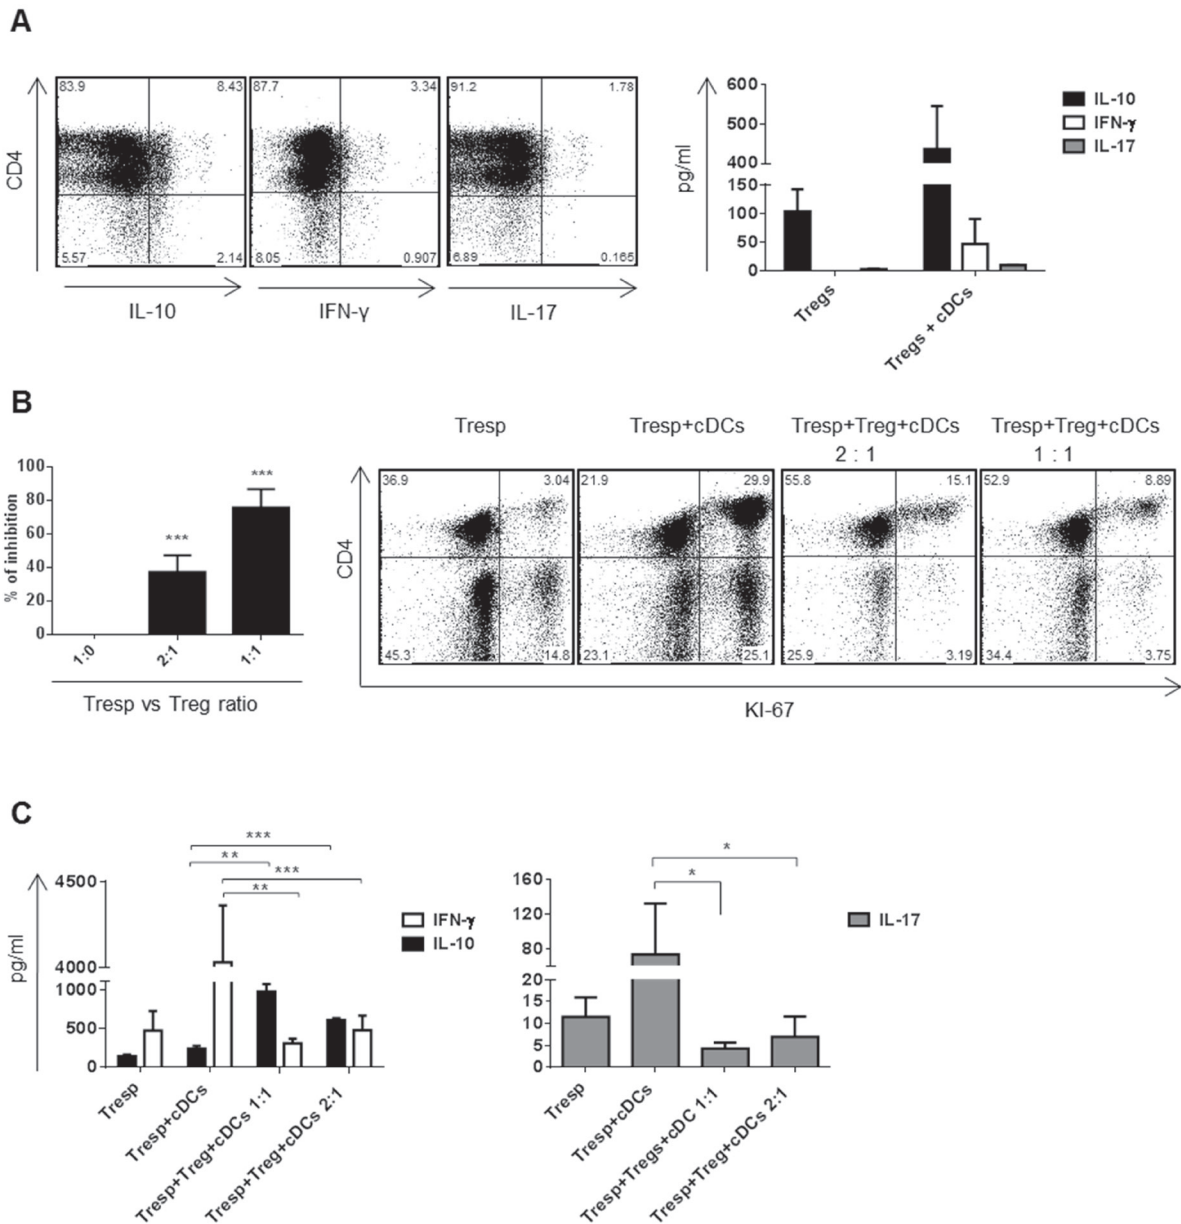 A
83.9 8.43 87.7 3.34 91.2 1.78
CD4
5.57 2.14 8.05 0.907 6.89 0.165
IL-10 IFN-γ IL-17
pg/ml
600
500
400
150
100
50
0
Tregs
Tregs + cDCs
IL-10
IFN-γ
IL-17
B
% of inhibition
100
80
60
40
20
0
***
***
1:0 2:1 1:1
Tresp vs Treg ratio
Tresp Tresp+cDCs Tresp+Treg+cDCs Tresp+Treg+cDCs
2 : 1 1 : 1
36.9 3.04 21.9 29.9 55.8 15.1 52.9 8.89
CD4
45.3 14.8 23.1 25.1 25.9 3.19 34.4 3.75
KI-67
C
***
**
***
**
pg/ml
4500
4000
1000
500
0
Tresp
Tresp+cDCs
Tresp+Treg+cDCs 1:1
Tresp+Treg+cDCs 2:1
IFN-γ
IL-10
*
*
160
120
80
20
15
10
5
0
Tresp
Tresp+cDCs
Tresp+Tregs+cDC 1:1
Tresp+Treg+cDCs 2:1
IL-17